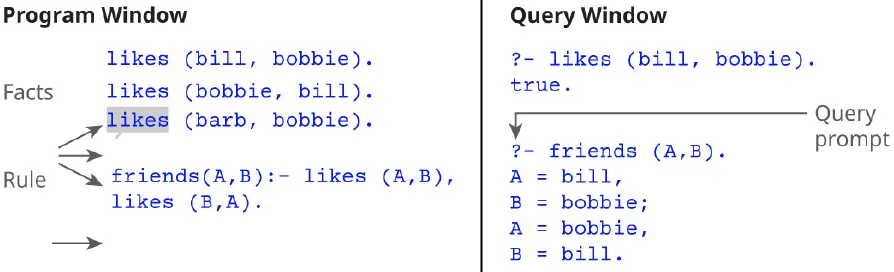 Program Window
likes (bill, bobbie).
Facts
likes (bobbie, bill).
likes (barb, bobbie).
Rule
friends(A,B):- likes (A,B),
likes (B,A).
Query Window
?- likes (bill, bobbie).
true.
Query
prompt
?- friends (A,B).
A = bill,
B = bobbie;
A = bobbie,
B = bill.